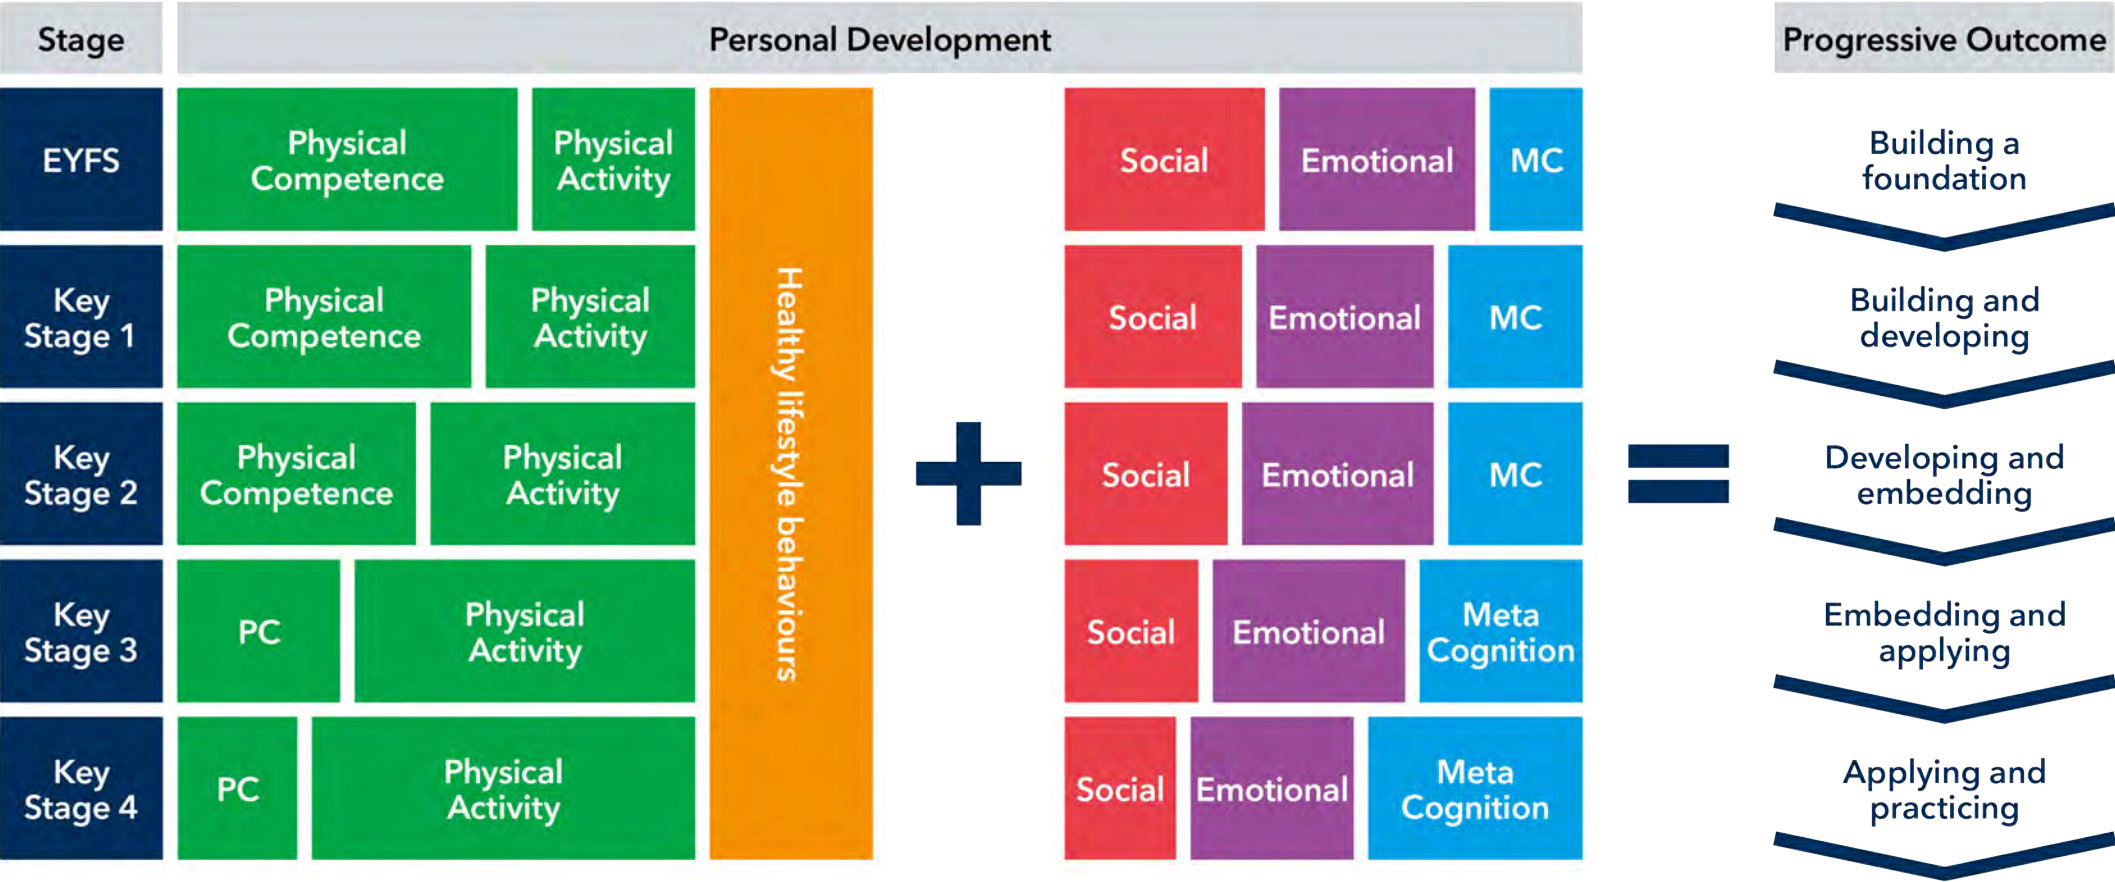 Stage
Personal Development
Progressive Outcome
EYFS
Physical
Competence
Physical
Activity
Healthy lifestyle behaviours
Social
Emotional
MC
Building a
foundation
Key
Stage 1
Physical
Competence
Physical
Activity
Social
Emotional
MC
Building and
developing
Key
Stage 2
Physical
Competence
Physical
Activity
+
Social
Emotional
MC
=
Developing and
embedding
Key
Stage 3
PC
Physical
Activity
Social
Emotional
Meta
Cognition
Embedding and
applying
Key
Stage 4
PC
Physical
Activity
Social
Emotional
Meta
Cognition
Applying and
practicing